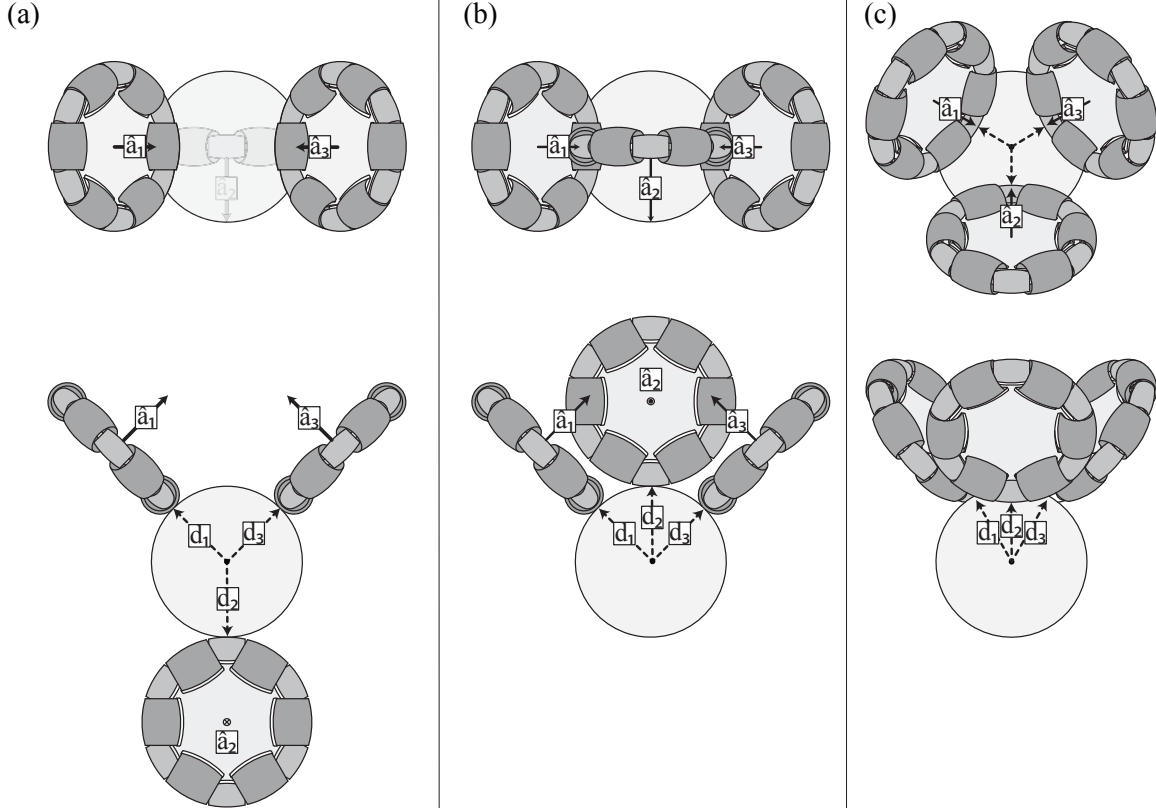 (a)
â₁
â₃
â₂
â₁
â₃
d₁
d₃
d₂
â₂
(b)
â₁
â₃
â₂
â₂
â₁
â₃
d₁
d₂
d₃
(c)
â₁
â₃
â₂
d₁
d₂
d₃